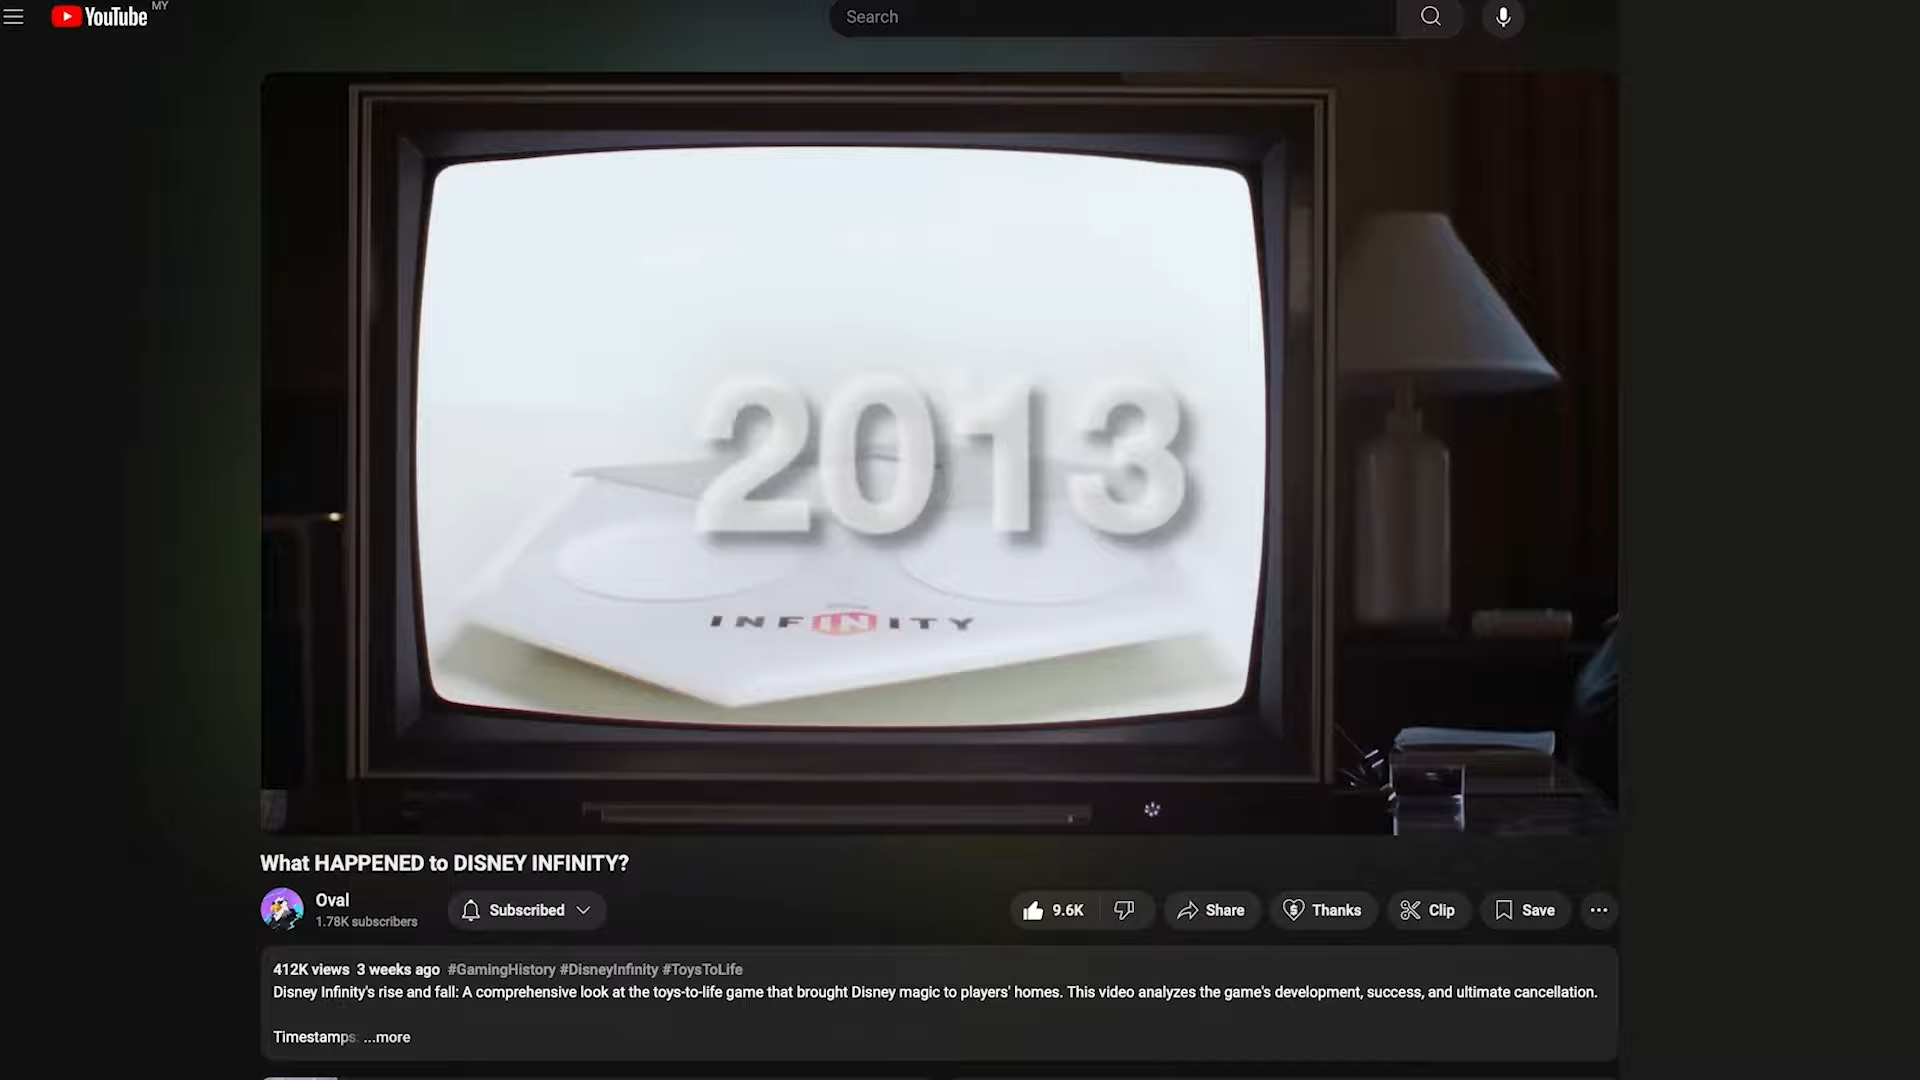 YouTube MY
Search
2013
INFINITY
What HAPPENED to DISNEY INFINITY?
Oval
1.78K subscribers
Subscribed
9.6K
Share
Thanks
Clip
Save
412K views 3 weeks ago #GamingHistory #DisneyInfinity #ToysToLife
Disney Infinity's rise and fall: A comprehensive look at the toys-to-life game that brought Disney magic to players' homes. This video analyzes the game's development, success, and ultimate cancellation.
Timestamps: ...more